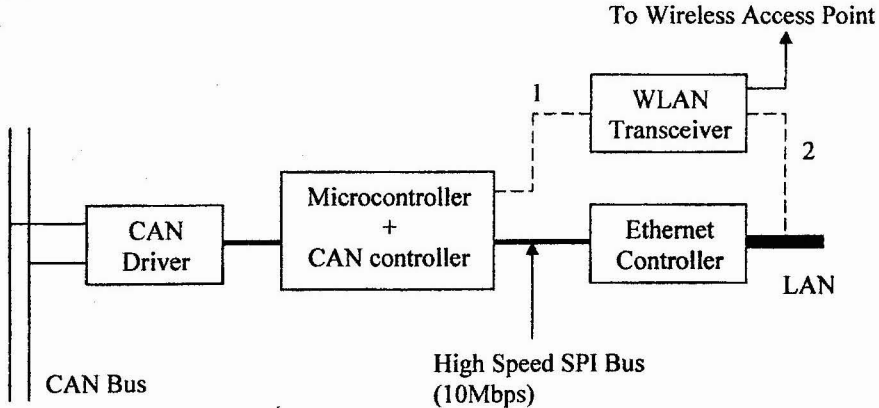 To Wireless Access Point
1
WLAN
Transceiver
2
Microcontroller
+
CAN controller
CAN
Driver
Ethernet
Controller
LAN
High Speed SPI Bus
(10Mbps)
CAN Bus